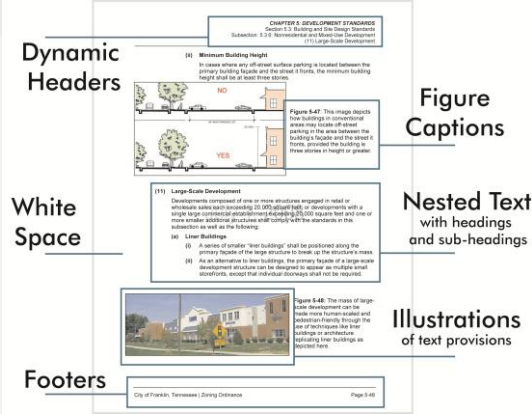 CHAPTER 5: DEVELOPMENT STANDARDS
Section 5.3: Building and Site Design Standards
Subsection 5.3.6: Nonresidential and Mixed-Use Development
(11) Large-Scale Development
Dynamic
Headers
(ii) Minimum Building Height
In cases where any off-street surface parking is located between the
primary building façade and the street it fronts, the minimum building
height shall be at least three stories.
NO
YES
Figure 5-47: This image depicts
how buildings in conventional
areas may locate off-street
parking in the area between the
building's façade and the street it
fronts, provided the building is
three stories in height or greater.
Figure
Captions
White
Space
(11) Large-Scale Development
Developments composed of one or more structures engaged in retail or
wholesale sales each exceeding 20,000 square feet, or developments with a
single large commercial establishment exceeding 20,000 square feet and one or
more smaller additional structures shall comply with the standards in this
subsection as well as the following:
(a) Liner Buildings
(i) A series of smaller "liner buildings" shall be positioned along the
primary façade of the large structure to break up the structure's mass.
(ii) As an alternative to liner buildings, the primary façade of a large-scale
development structure can be designed to appear as multiple small
storefronts, except that individual doorways shall not be required.
Nested Text
with headings
and sub-headings
Figure 5-48: The mass of large-
scale development can be
made more human-scaled and
pedestrian-friendly through the
use of techniques like liner
buildings or architecture
replicating liner buildings as
depicted here.
Illustrations
of text provisions
Footers
City of Franklin, Tennessee | Zoning Ordinance
Page 5-48